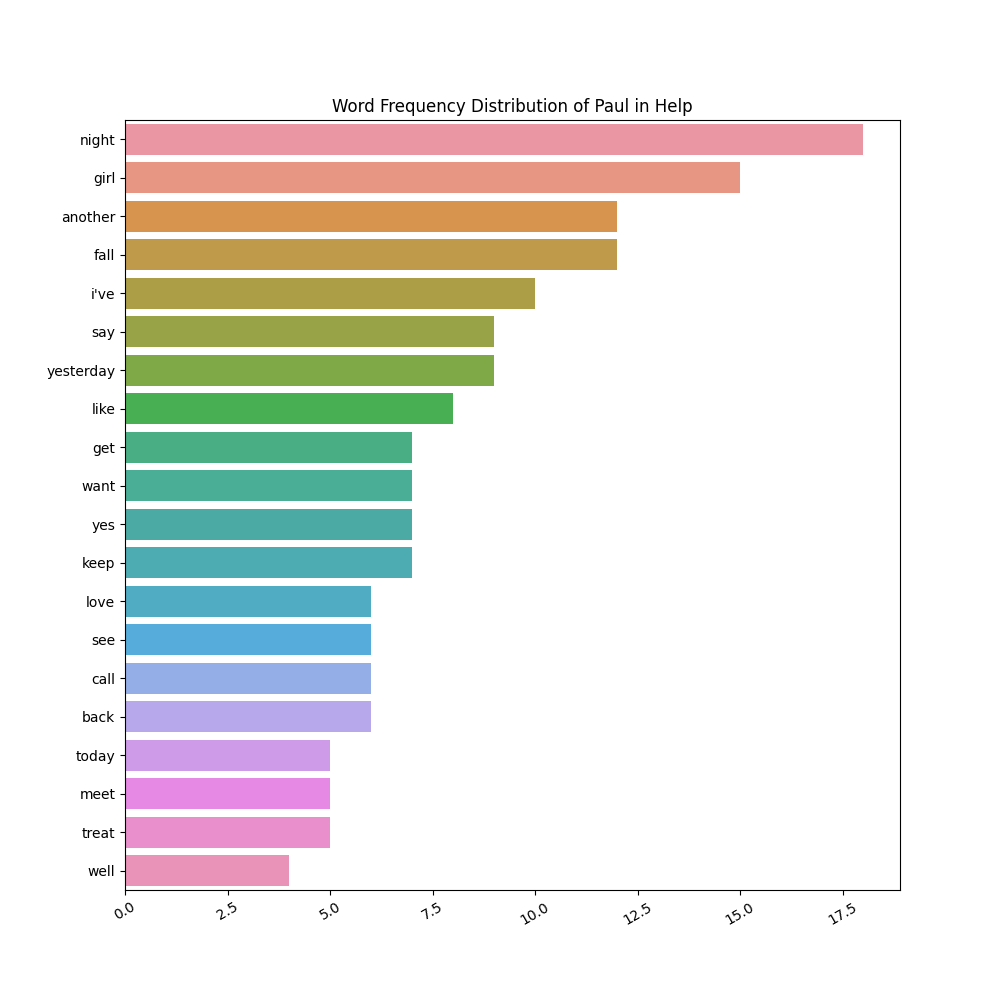 Word Frequency Distribution of Paul in Help
night
girl
another
fall
i've
say
yesterday
like
get
want
yes
keep
love
see
call
back
today
meet
treat
well
0.0 2.5 5.0 7.5 10.0 12.5 15.0 17.5